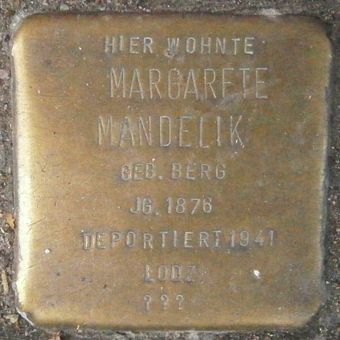 HIER WOHNTE
MARGARETE
MANDELIK
GEB. BERG
JG. 1876
DEPORTIERT 1941
LODZ
???